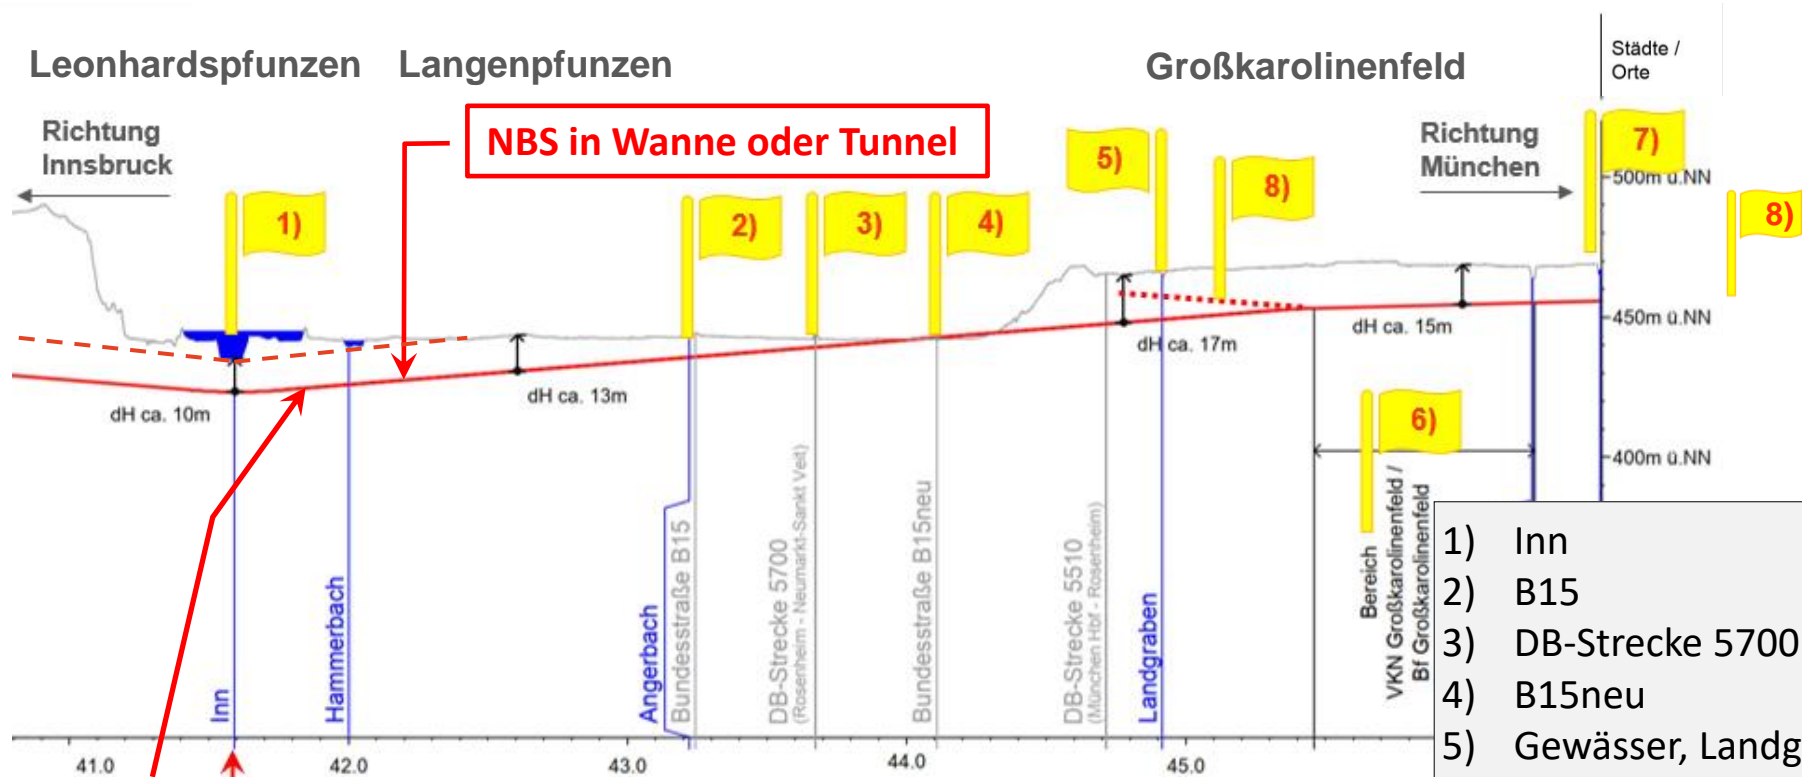 Leonhardspfunzen Langenpfunzen Großkarolinenfeld
Städte /
Orte
Richtung
Innsbruck
NBS in Wanne oder Tunnel
Richtung
München
1)
2)
3)
4)
5)
8)
7)
8)
500m ü.NN
450m ü.NN
400m ü.NN
dH ca. 10m
dH ca. 13m
dH ca. 17m
dH ca. 15m
6)
Inn
Hammerbach
Angerbach
Bundesstraße B15
DB-Strecke 5700
(Rosenheim - Neumarkt-Sankt Veit)
Bundesstraße B15neu
DB-Strecke 5510
(München Hbf - Rosenheim)
Landgraben
Bereich
VKN Großkarolinenfeld /
Bf Großkarolinenfeld
1) Inn
2) B15
3) DB-Strecke 5700
4) B15neu
5) Gewässer, Landg
41.0 42.0 43.0 44.0 45.0